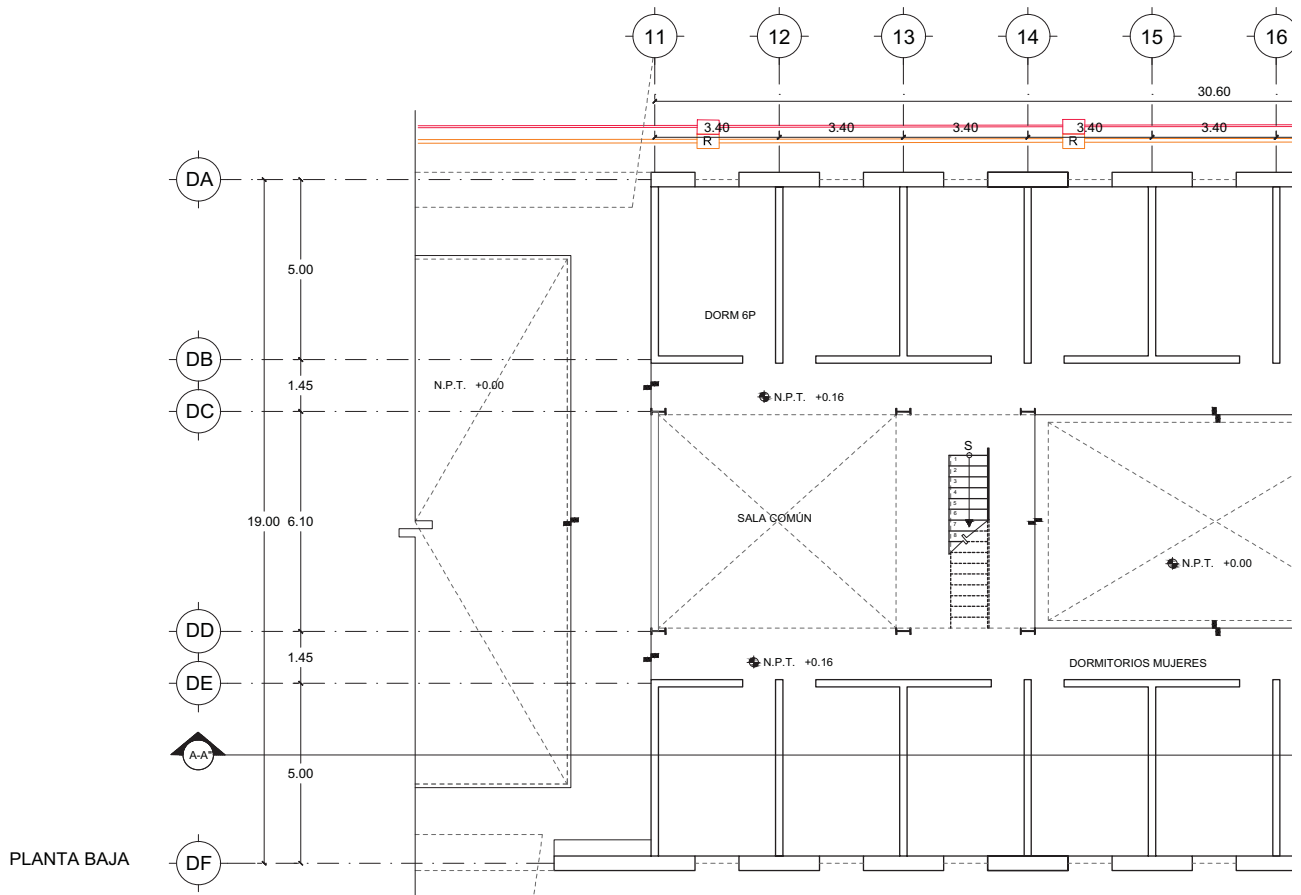 11 12 13 14 15 16
30.60
3.40 3.40 3.40 3.40 3.40
R R
DA
5.00
DORM 6P
DB
1.45
N.P.T. +0.00
N.P.T. +0.16
DC
S
1
2
3
4
5
6
7
8
19.00 6.10
SALA COMÚN
N.P.T. +0.00
DD
N.P.T. +0.16
1.45
DORMITORIOS MUJERES
DE
A-A"
5.00
PLANTA BAJA
DF